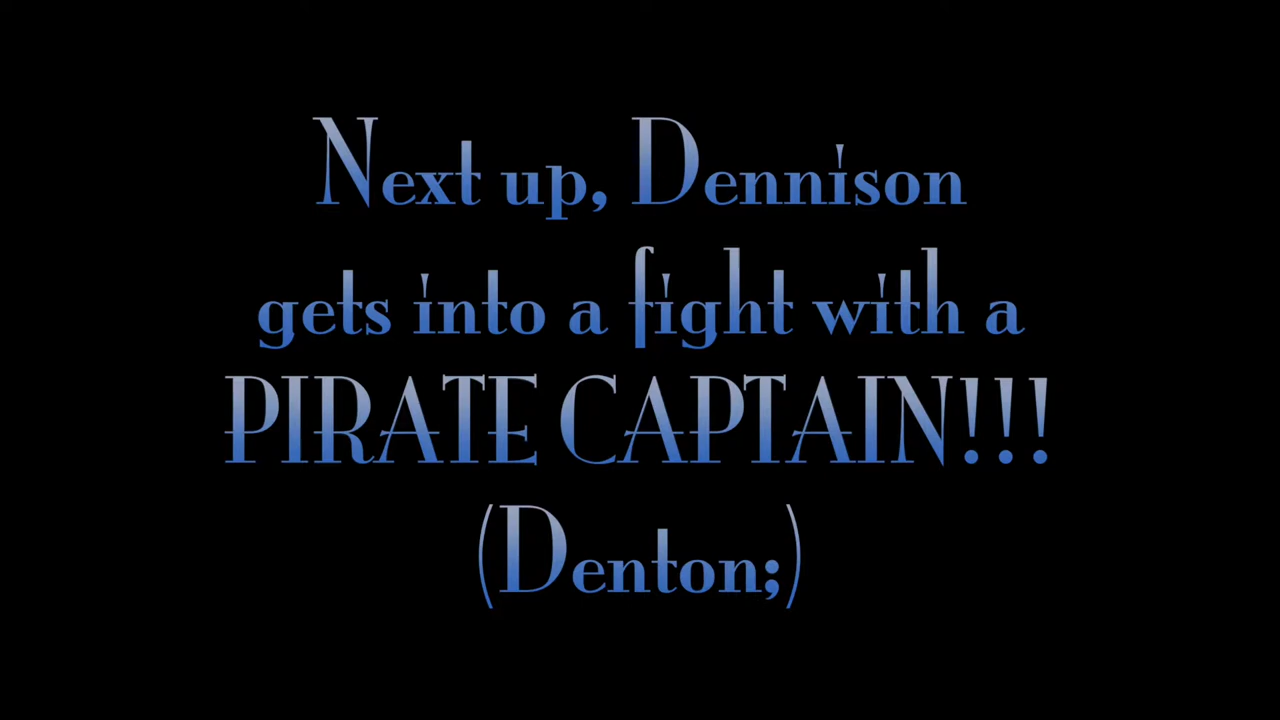 Next up, Dennison
gets into a fight with a
PIRATE CAPTAIN!!!
(Denton;)